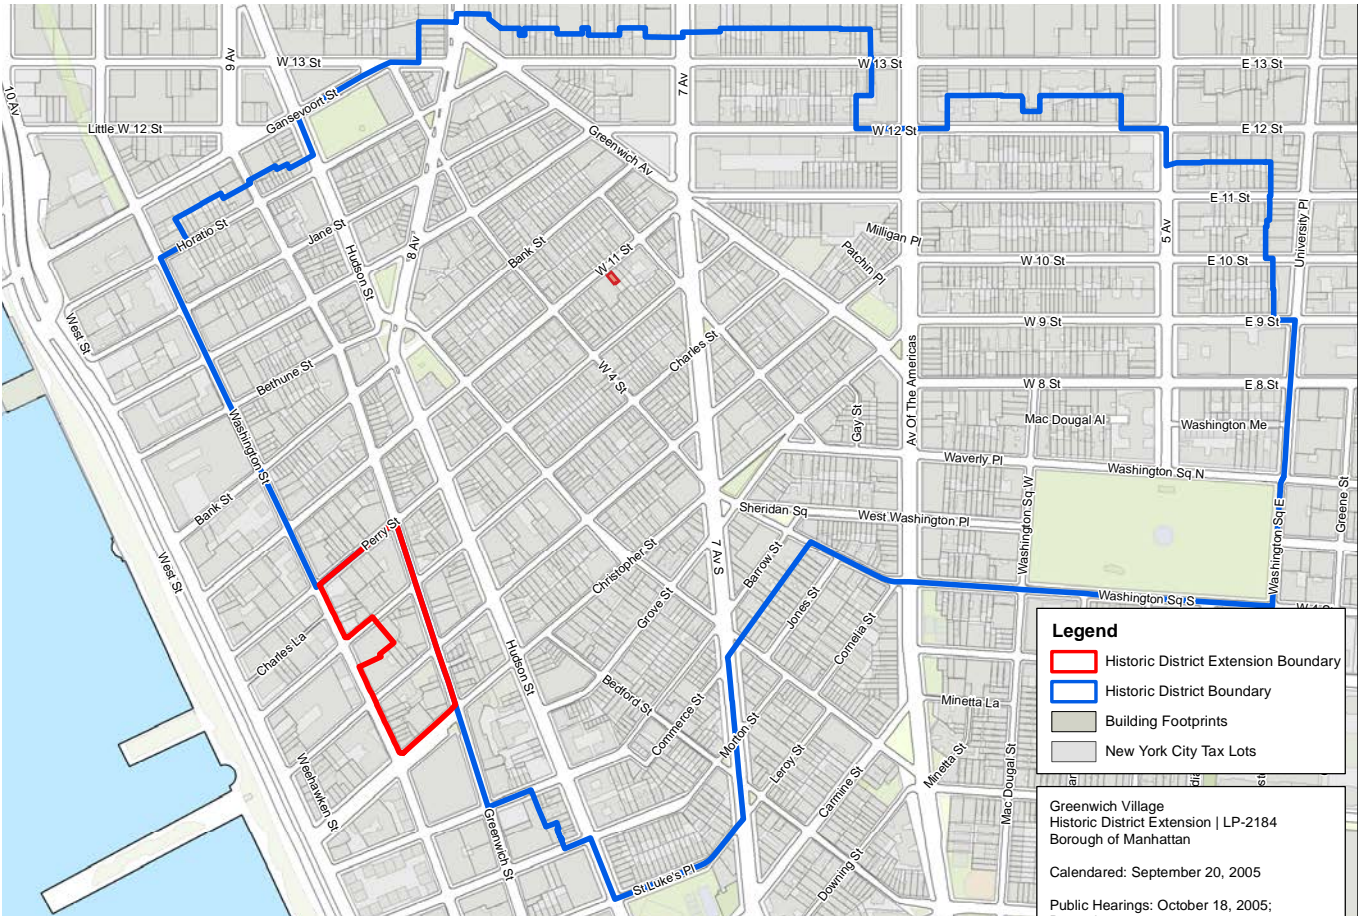 W 13 St
9 Av
10 Av
Gansevoort St
Little W 12 St
Greenwich Av
7 Av
W 13 St
W 12 St
E 13 St
E 12 St
E 11 St
5 Av
University Pl
Horatio St
Jane St
Hudson St
8 Av
Bank St
W 11 St
Milligan Pl
Patchin Pl
W 10 St
E 10 St
W 9 St
E 9 St
West St
Bethune St
W 4 St
Charles St
Av Of The Americas
W 8 St
E 8 St
Gay St
Mac Dougal Al
Washington Me
Washington St
Waverly Pl
Washington Sq N
Bank St
Perry St
Sheridan Sq
West Washington Pl
Washington Sq W
Washington Sq E
Greene St
West St
Christopher St
7 Av S
Barrow St
Grove St
Jones St
Cornelia St
Washington Sq S
Charles La
Hudson St
Bedford St
Commerce St
Morton St
Leroy St
Carmine St
Minetta La
Minetta St
Mac Dougal St
Weehawken St
Greenwich St
St Luke's Pl
Downing St
Legend
Historic District Extension Boundary
Historic District Boundary
Building Footprints
New York City Tax Lots
Greenwich Village
Historic District Extension | LP-2184
Borough of Manhattan
Calendared: September 20, 2005
Public Hearings: October 18, 2005;